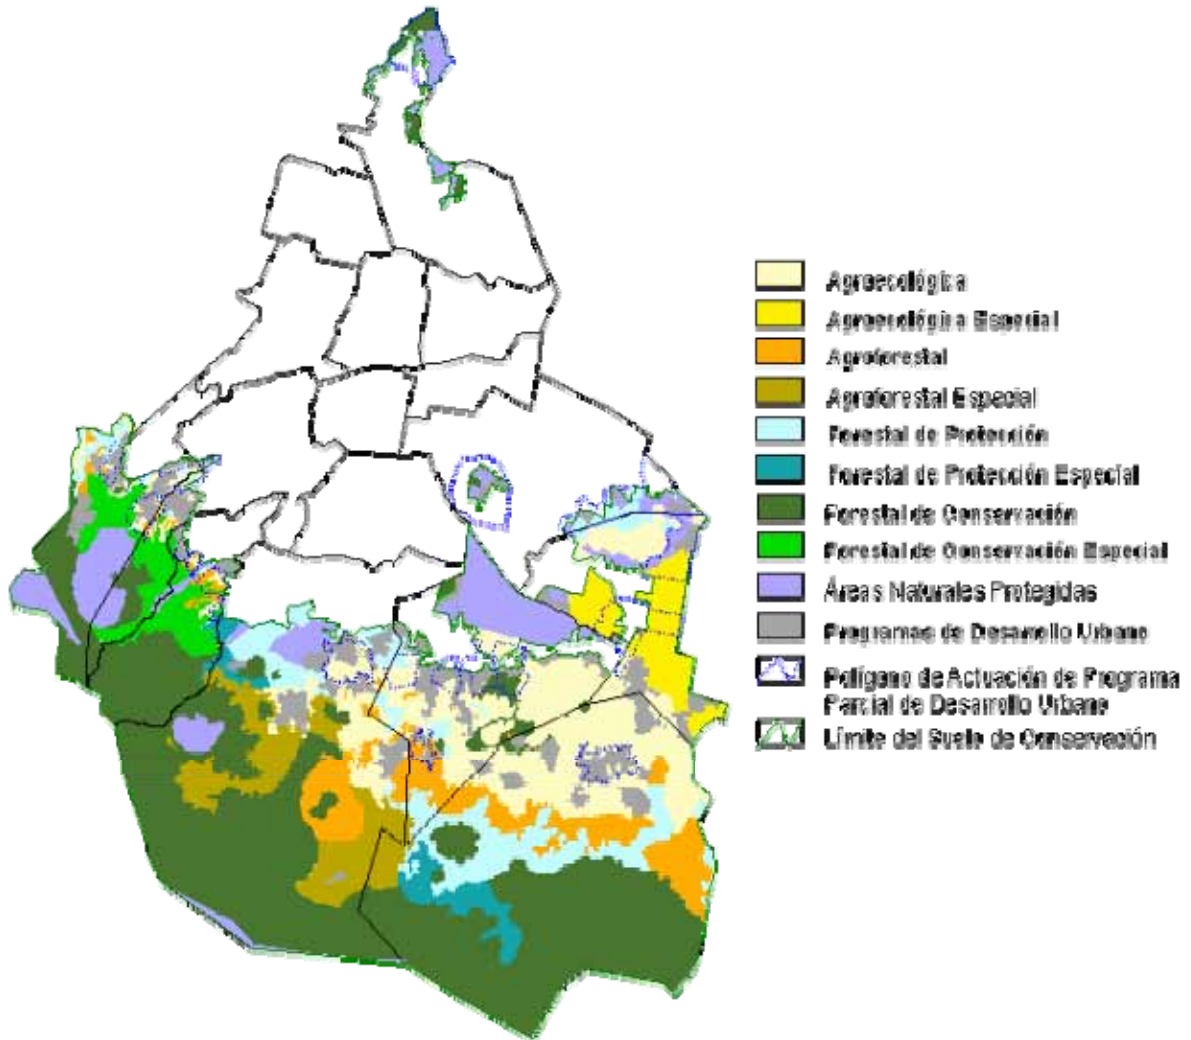 Agroecológica
Agroecológica Especial
Agroforestal
Agroforestal Especial
Forestal de Protección
Forestal de Protección Especial
Forestal de Conservación
Forestal de Conservación Especial
Áreas Naturales Protegidas
Programas de Desarrollo Urbano
Polígono de Actuación de Programa
Parcial de Desarrollo Urbano
Límite del Suelo de Conservación